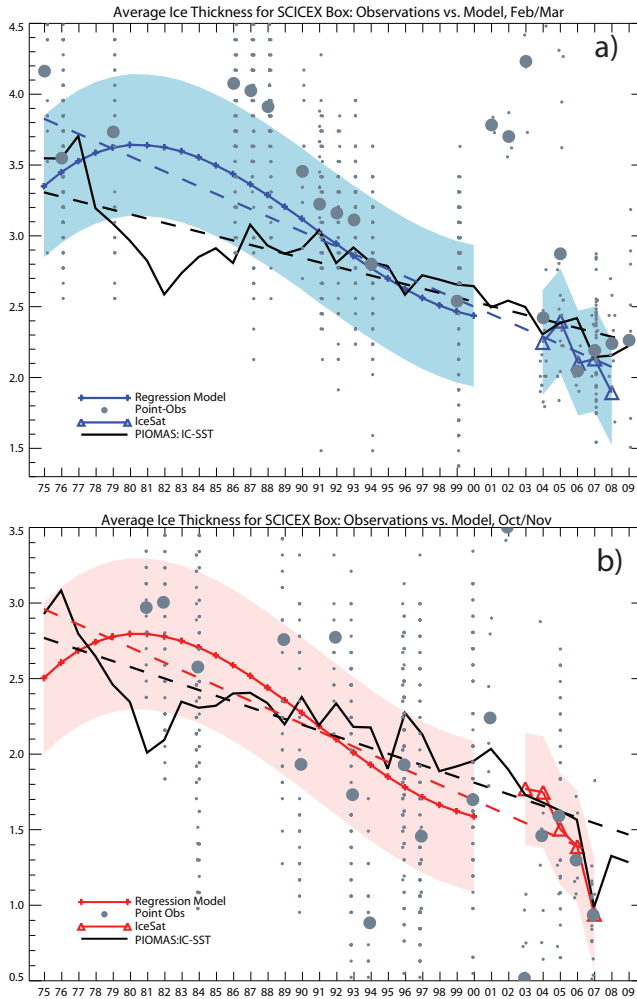 Average Ice Thickness for SCICEX Box: Observations vs. Model, Feb/Mar
a)
4.5
4.0
3.5
3.0
2.5
2.0
1.5
Regression Model
Point-Obs
IceSat
PIOMAS: IC-SST
75 76 77 78 79 80 81 82 83 84 85 86 87 88 89 90 91 92 93 94 95 96 97 98 99 00 01 02 03 04 05 06 07 08 09
Average Ice Thickness for SCICEX Box: Observations vs. Model, Oct/Nov
b)
3.5
3.0
2.5
2.0
1.5
1.0
0.5
Regression Model
Point Obs
IceSat
PIOMAS:IC-SST
75 76 77 78 79 80 81 82 83 84 85 86 87 88 89 90 91 92 93 94 95 96 97 98 99 00 01 02 03 04 05 06 07 08 09